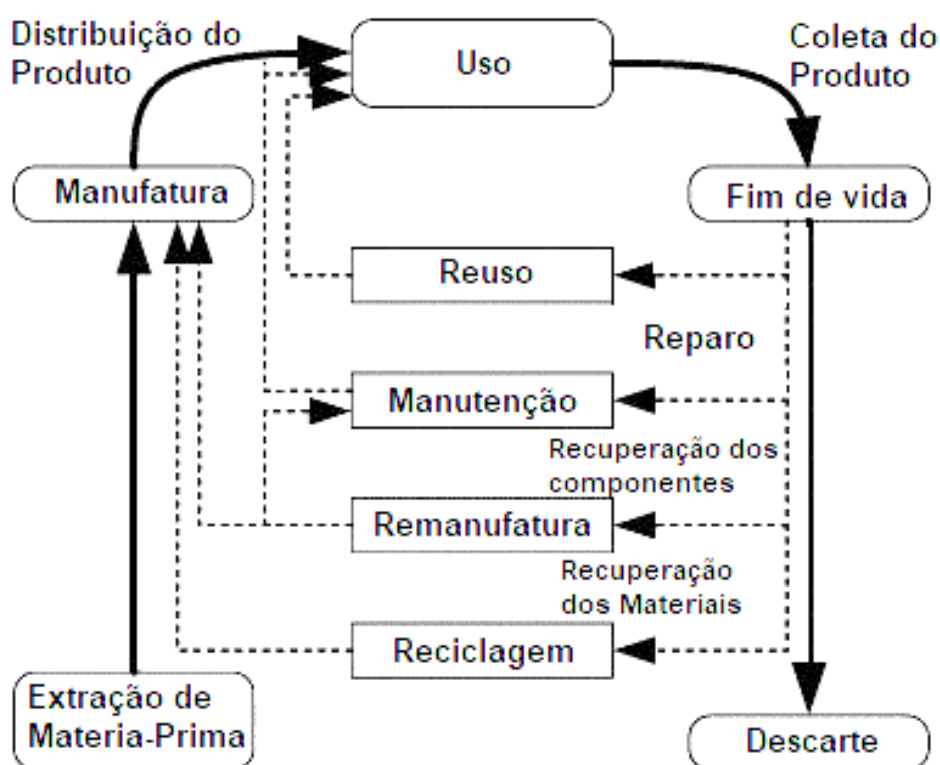 Distribuição do
Produto
Uso
Coleta do
Produto
Manufatura
Fim de vida
Reuso
Reparo
Manutenção
Recuperação dos
componentes
Remanufatura
Recuperação
dos Materiais
Reciclagem
Extração de
Materia-Prima
Descarte